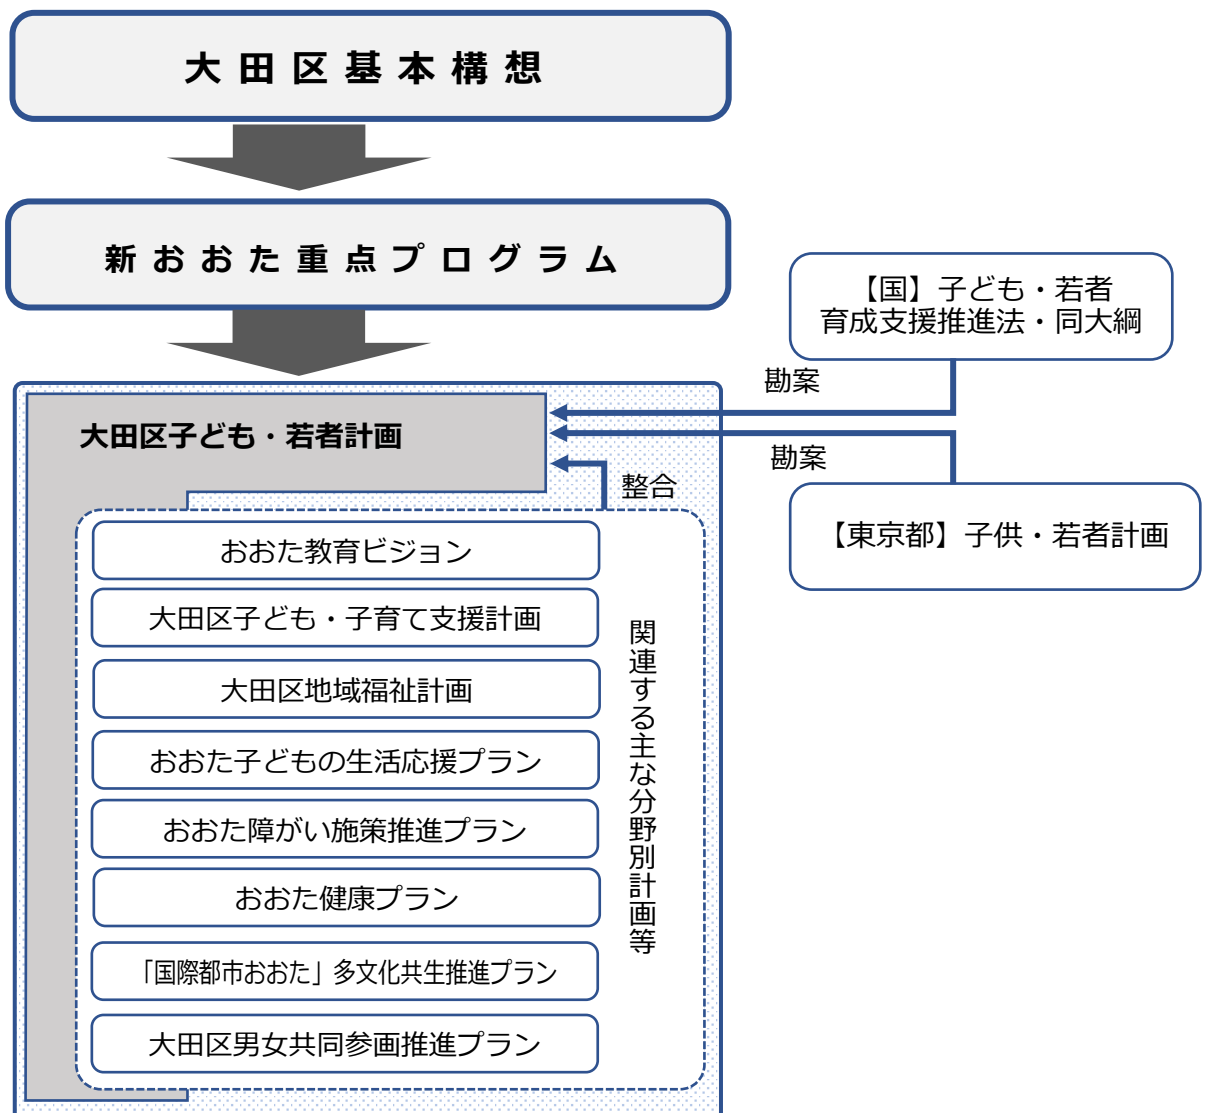 大田区基本構想
新おおた重点プログラム
【国】子ども・若者
育成支援推進法・同大綱
勘案
大田区子ども・若者計画
勘案
整合
【東京都】子供・若者計画
おおた教育ビジョン
大田区子ども・子育て支援計画
大田区地域福祉計画
おおた子どもの生活応援プラン
おおた障がい施策推進プラン
おおた健康プラン
「国際都市おおた」多文化共生推進プラン
大田区男女共同参画推進プラン
関連する主な分野別計画等